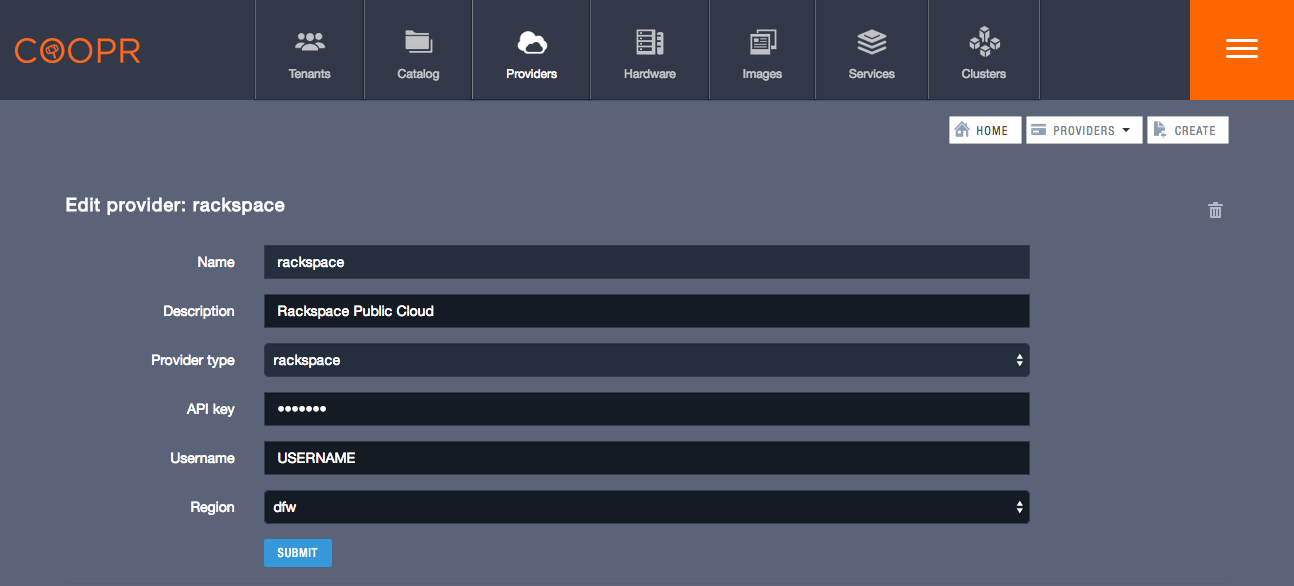 COOPR
Tenants
Catalog
Providers
Hardware
Images
Services
Clusters
HOME
PROVIDERS
CREATE
Edit provider: rackspace
Name rackspace
Description Rackspace Public Cloud
Provider type rackspace
API key •••••••
Username USERNAME
Region dfw
SUBMIT